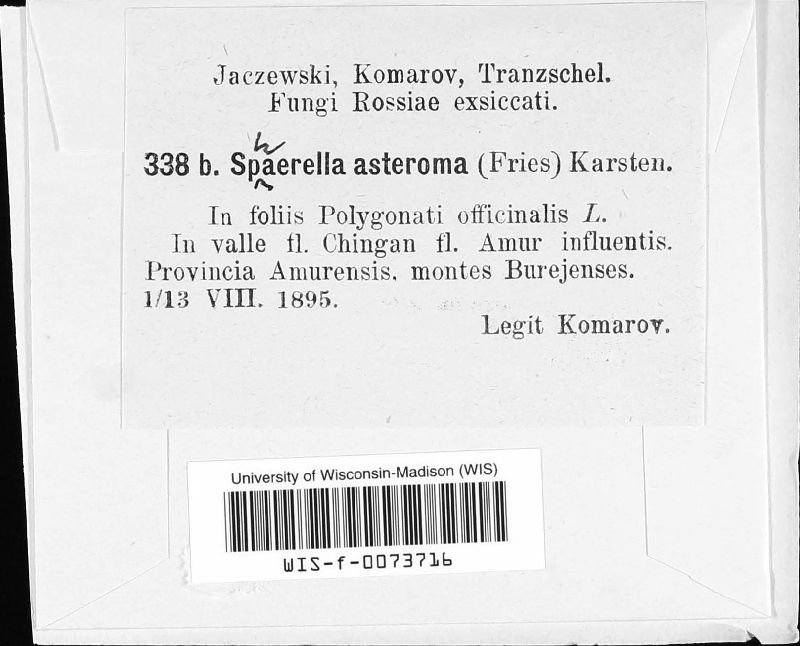 Jaczewski, Komarov, Tranzschel.
Fungi Rossiae exsiccati.
h
338 b. Spaerella asteroma (Fries) Karsten.
In foliis Polygonati officinalis L.
In valle fl. Chingan fl. Amur influentis.
Provincia Amurensis, montes Burejenses.
1/13 VIII. 1895.
Legit Komarov.
University of Wisconsin-Madison (WIS)
WIS-f-0073716